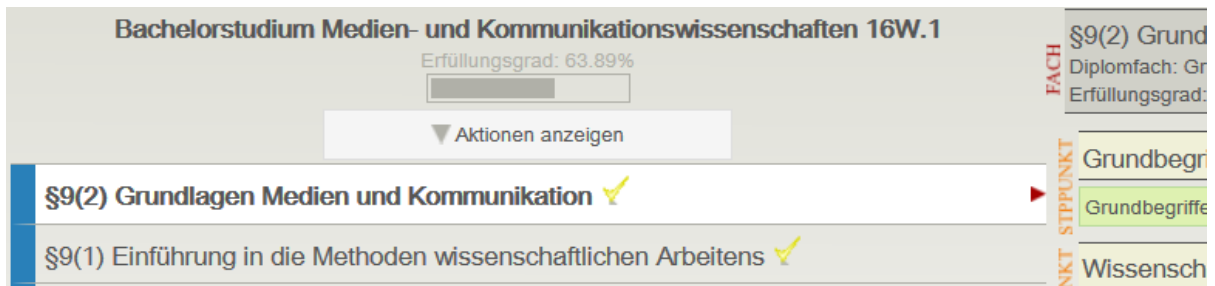 Bachelorstudium Medien- und Kommunikationswissenschaften 16W.1
Erfüllungsgrad: 63.89%
Aktionen anzeigen
§9(2) Grundlagen Medien und Kommunikation
§9(1) Einführung in die Methoden wissenschaftlichen Arbeitens
FACH
§9(2) Grund
Diplomfach: Gr
Erfüllungsgrad:
STPPUNKT
Grundbegri
Grundbegriffe
NKT
Wissensch